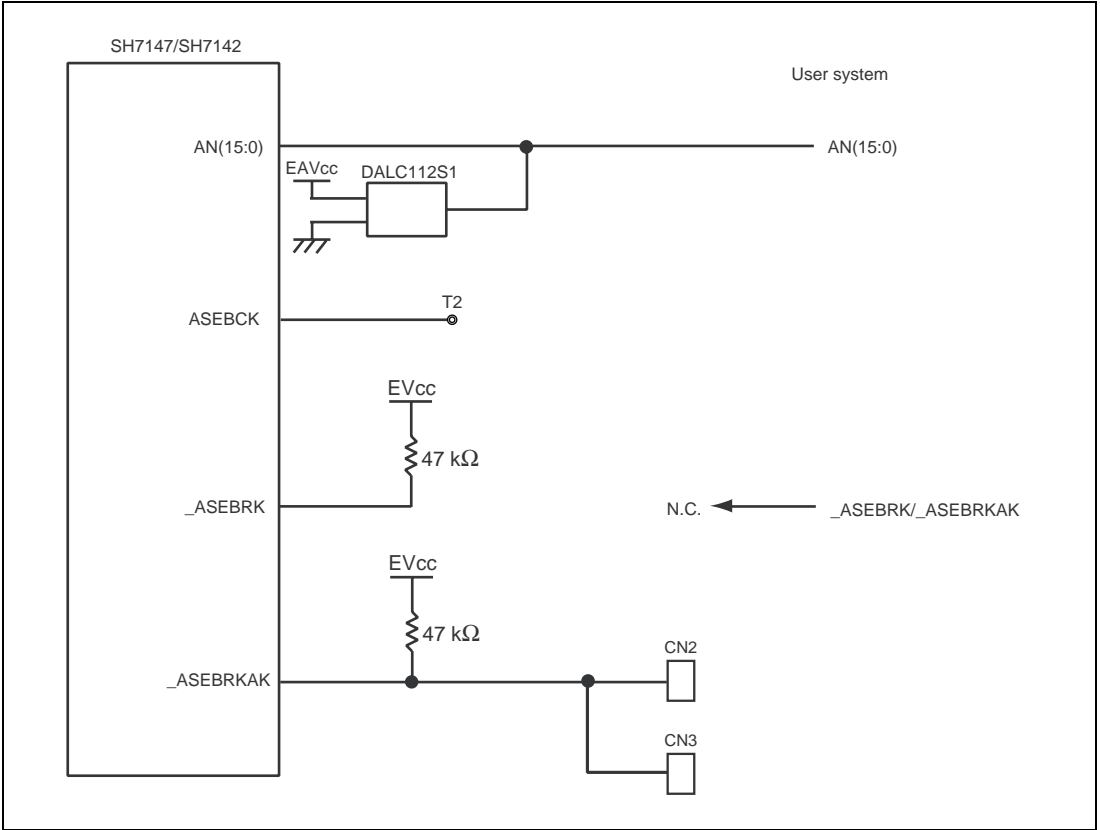 SH7147/SH7142
User system
AN(15:0)
AN(15:0)
EAVcc
DALC112S1
ASEBCK
T2
EVcc
47 kΩ
_ASEBRK
N.C.
_ASEBRK/_ASEBRKAK
EVcc
47 kΩ
_ASEBRKAK
CN2
CN3